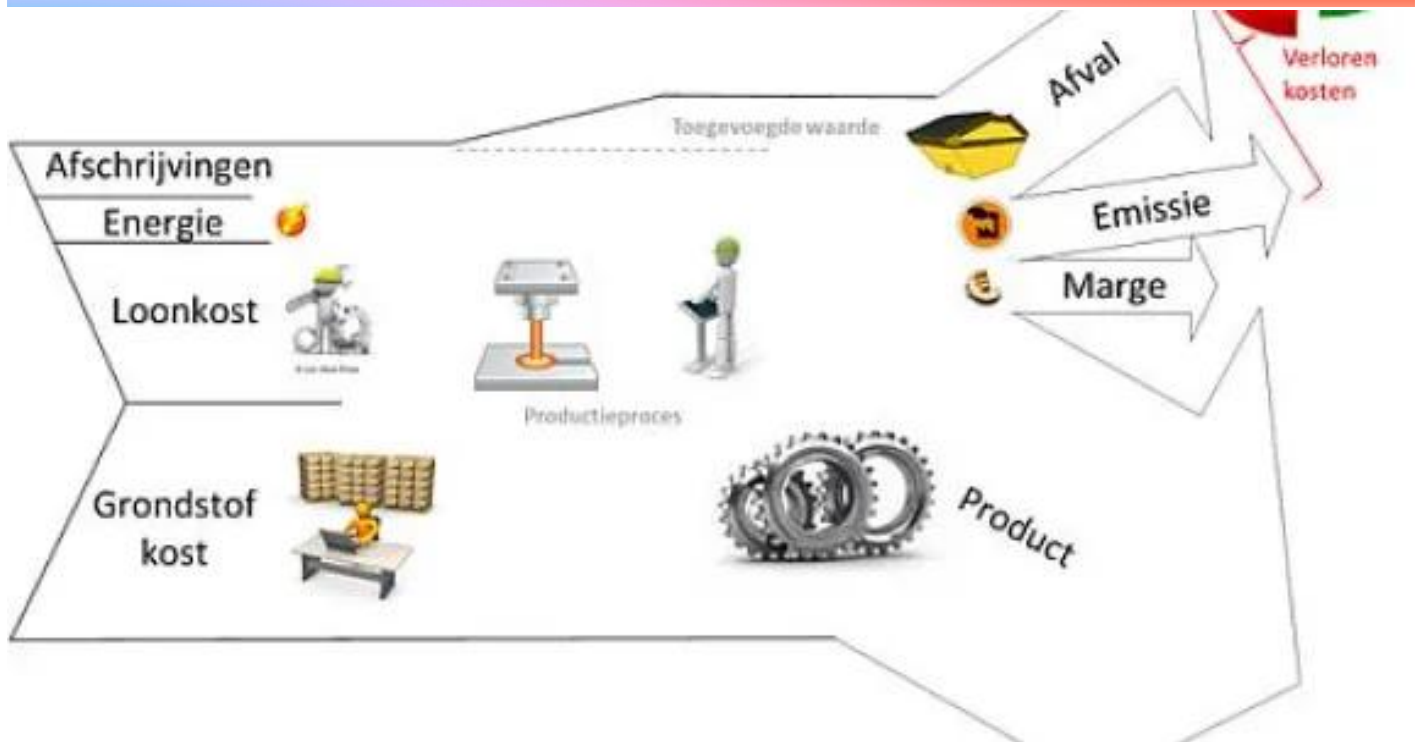 Verloren
kosten
Afval
Toegevoegde waarde
Afschrijvingen
Energie
Emissie
Loonkost
Marge
Productieproces
Grondstof
kost
Product